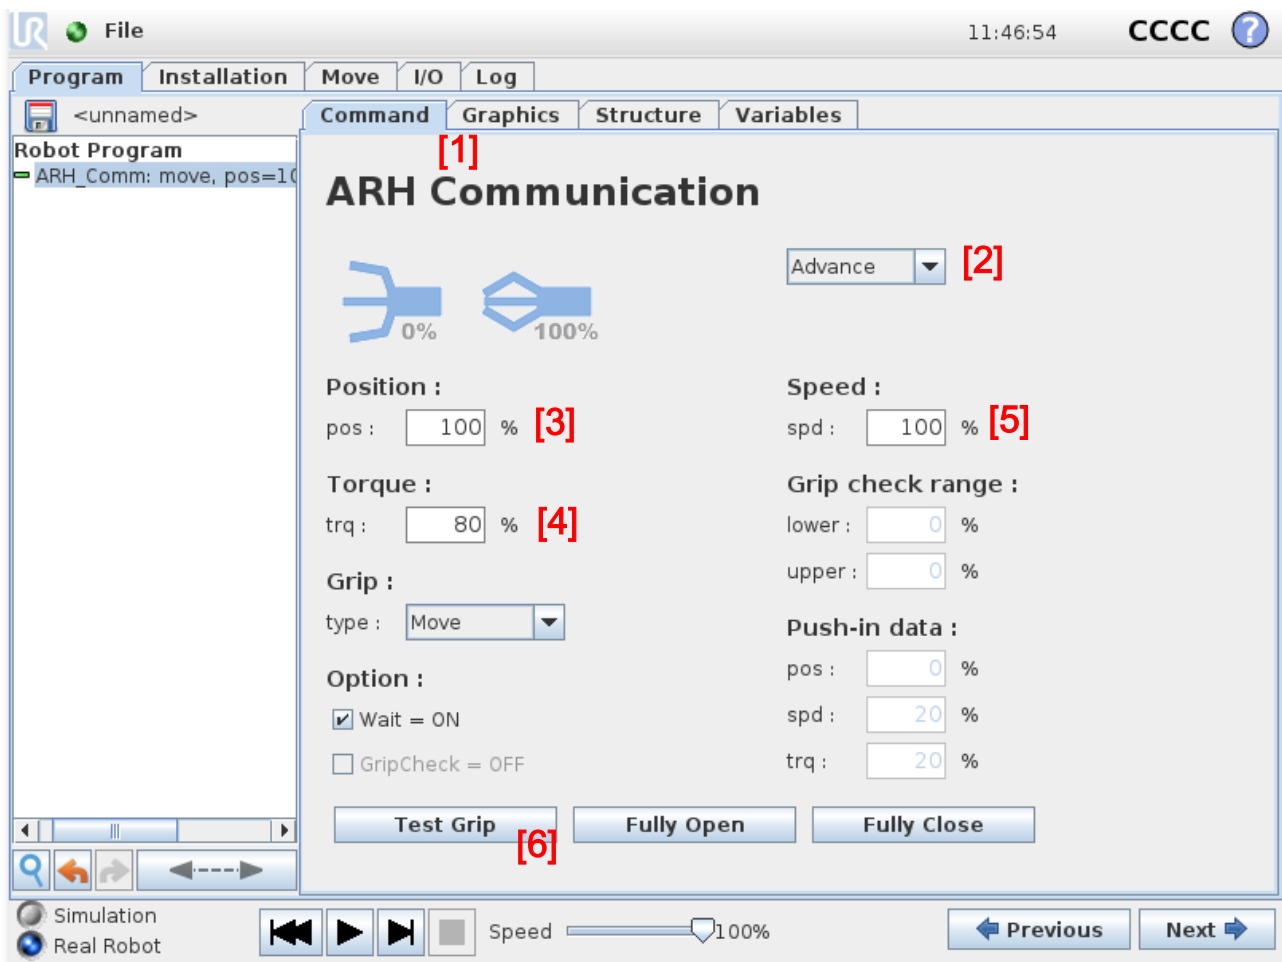 UR File 11:46:54 CCCC ?
Program Installation Move I/O Log
<unnamed> Command Graphics Structure Variables
Robot Program [1]
ARH_Comm: move, pos=10
ARH Communication
Advance [2]
0% 100%
Position : Speed :
pos : 100 % [3] spd : 100 % [5]
Torque : Grip check range :
trq : 80 % [4] lower : 0 %
upper : 0 %
Grip :
type : Move
Push-in data :
pos : 0 %
Option :
Wait = ON spd : 20 %
GripCheck = OFF trq : 20 %
Test Grip [6] Fully Open Fully Close
Simulation
Real Robot Speed 100% Previous Next